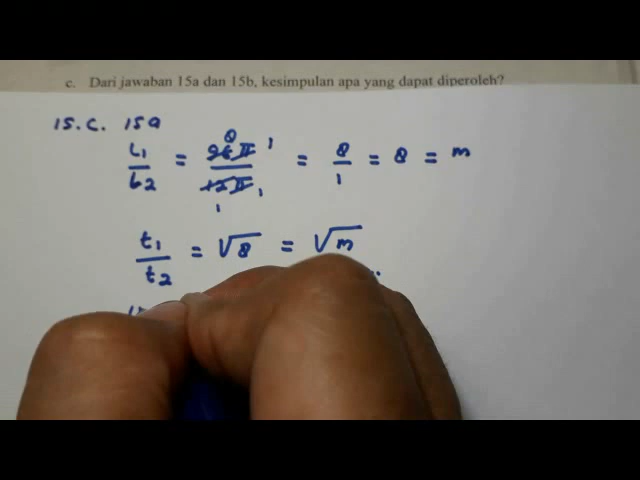 c. Dari jawaban 15a dan 15b, kesimpulan apa yang dapat diperoleh?
15.c. 15a
L1/L2 = 96π/12π = 8/1 = 8 = m
t1/t2 = √8 = √m